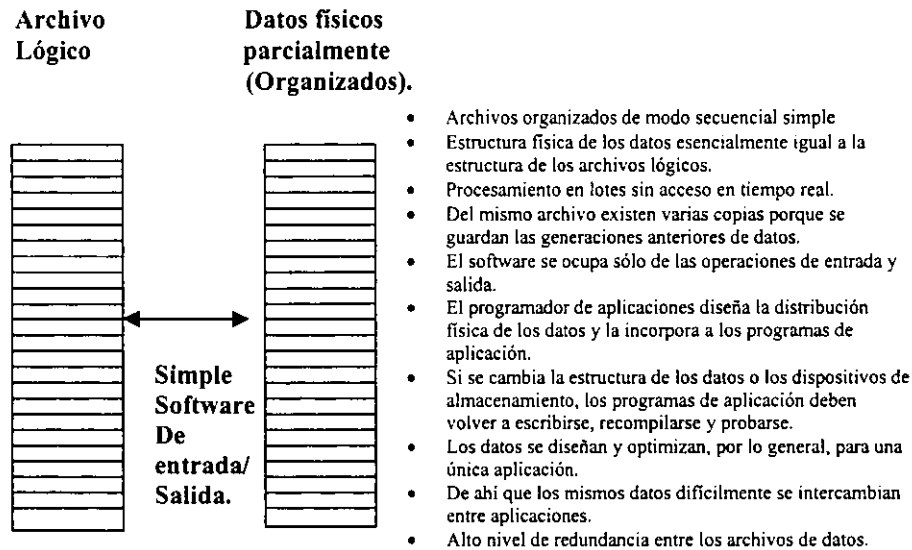 Archivo
Lógico
Datos físicos
parcialmente
(Organizados).
Simple
Software
De
entrada/
Salida.
• Archivos organizados de modo secuencial simple
• Estructura física de los datos esencialmente igual a la
estructura de los archivos lógicos.
• Procesamiento en lotes sin acceso en tiempo real.
• Del mismo archivo existen varias copias porque se
guardan las generaciones anteriores de datos.
• El software se ocupa sólo de las operaciones de entrada y
salida.
• El programador de aplicaciones diseña la distribución
física de los datos y la incorpora a los programas de
aplicación.
• Si se cambia la estructura de los datos o los dispositivos de
almacenamiento, los programas de aplicación deben
volver a escribirse, recompilarse y probarse.
• Los datos se diseñan y optimizan, por lo general, para una
única aplicación.
• De ahí que los mismos datos difícilmente se intercambian
entre aplicaciones.
• Alto nivel de redundancia entre los archivos de datos.